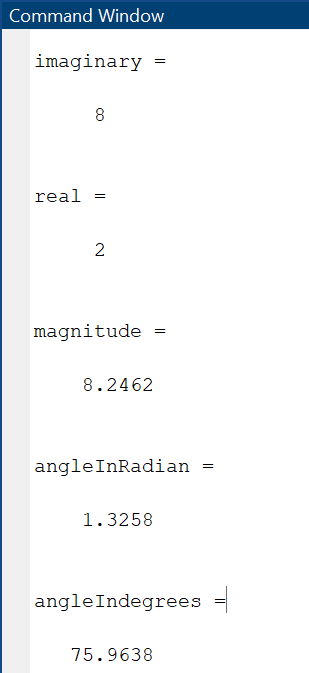 Command Window
imaginary =
8
real =
2
magnitude =
8.2462
angleInRadian =
1.3258
angleIndegrees =
75.9638